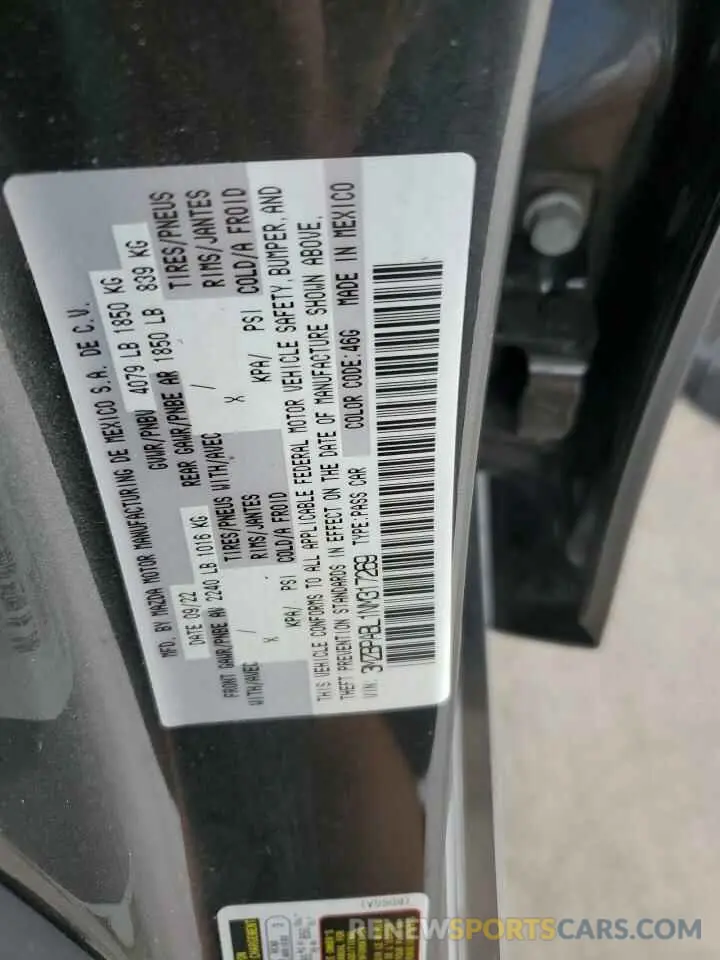 MFD. BY MAZDA MOTOR MANUFACTURING DE MEXICO S.A. DE C.V.
DATE 09/22 GVWR/PNBV 4079 LB 1850 KG
FRONT GAWR/PNBE AV 2240 LB 1016 KG REAR GAWR/PNBE AR 1850 LB 839 KG
WITH/AVEC / TIRES/PNEUS WITH/AVEC / TIRES/PNEUS
X RIMS/JANTES X RIMS/JANTES
KPA/ PSI COLD/A FROID KPA/ PSI COLD/A FROID
THIS VEHICLE CONFORMS TO ALL APPLICABLE FEDERAL MOTOR VEHICLE SAFETY, BUMPER, AND
THEFT PREVENTION STANDARDS IN EFFECT ON THE DATE OF MANUFACTURE SHOWN ABOVE.
VIN: 3MZBPABL1NM317269 TYPE:PASS CAR COLOR CODE:46G MADE IN MEXICO
RENEWSPORTSCARS.COM